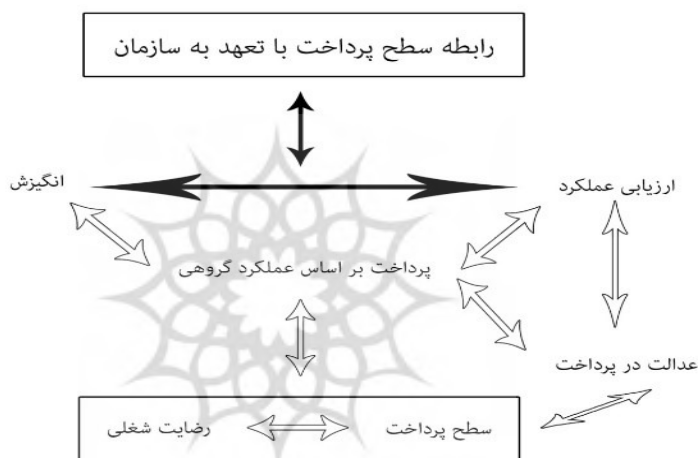 رابطه سطح پرداخت با تعهد به سازمان
ارزیابی عملکرد
انگیزش
پرداخت بر اساس عملکرد گروهی
عدالت در پرداخت
سطح پرداخت
رضایت شغلی